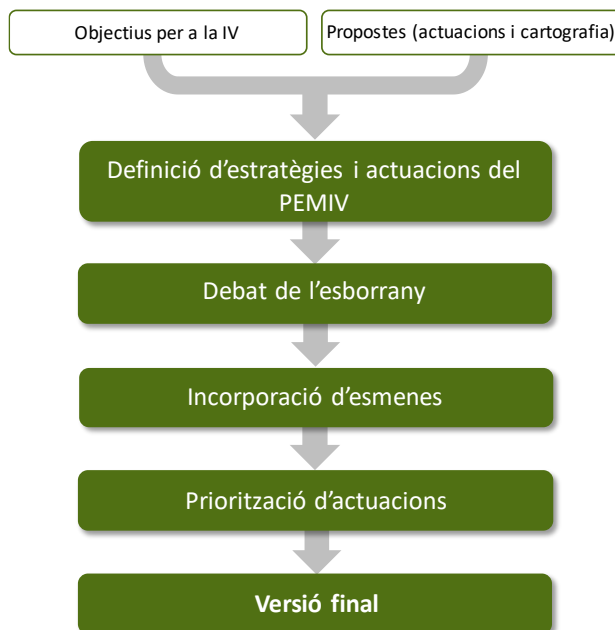 Objectius per a la IV
Propostes (actuacions i cartografia)
Definició d'estratègies i actuacions del
PEMIV
Debat de l'esborrany
Incorporació d'esmenes
Priorització d'actuacions
Versió final